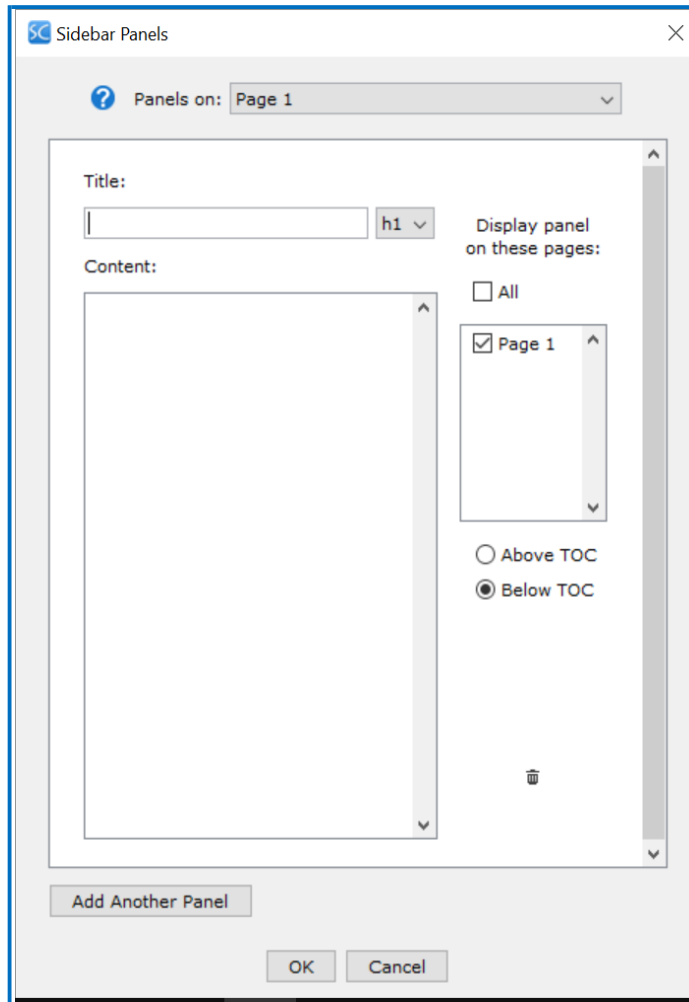 SC Sidebar Panels
? Panels on: Page 1
Title:
h1
Display panel
on these pages:
Content:
All
Page 1
Above TOC
Below TOC
Add Another Panel
OK Cancel